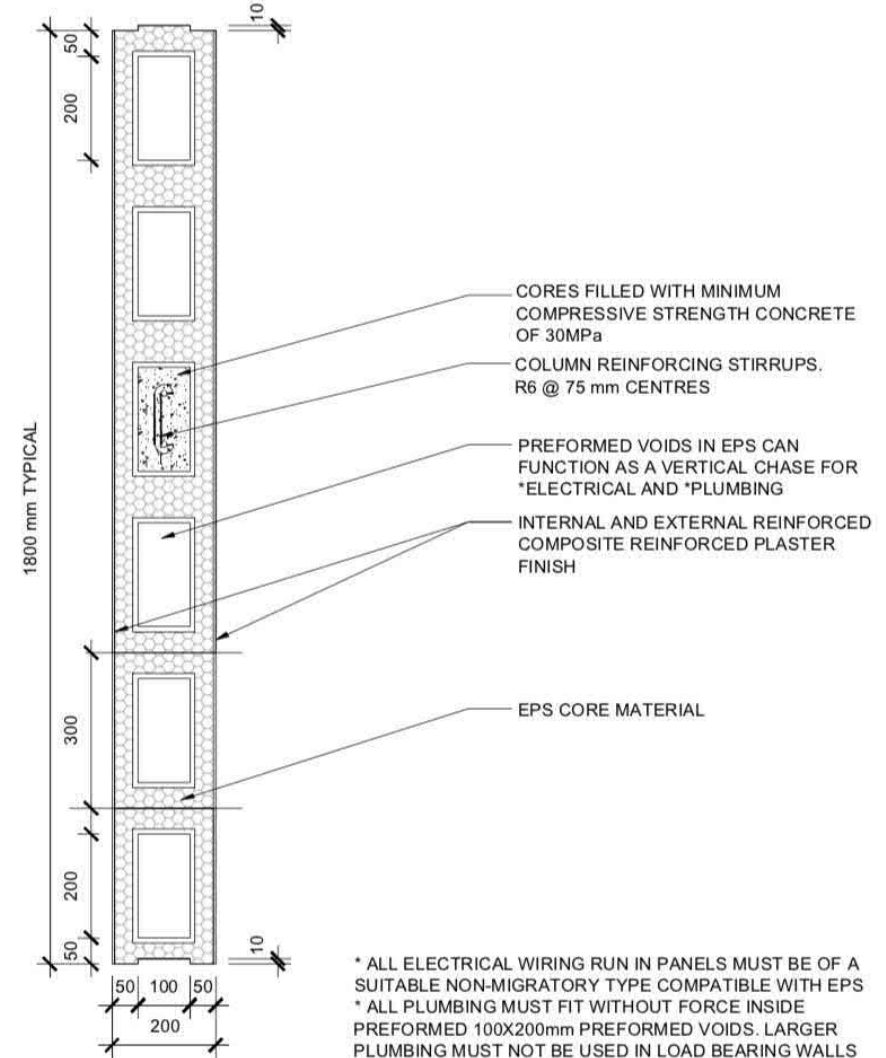 10
50
200
CORES FILLED WITH MINIMUM
COMPRESSIVE STRENGTH CONCRETE
OF 30MPa
COLUMN REINFORCING STIRRUPS.
R6 @ 75 mm CENTRES
1800 mm TYPICAL
PREFORMED VOIDS IN EPS CAN
FUNCTION AS A VERTICAL CHASE FOR
*ELECTRICAL AND *PLUMBING
INTERNAL AND EXTERNAL REINFORCED
COMPOSITE REINFORCED PLASTER
FINISH
300
EPS CORE MATERIAL
200
50
10
50 100 50
200
* ALL ELECTRICAL WIRING RUN IN PANELS MUST BE OF A
SUITABLE NON-MIGRATORY TYPE COMPATIBLE WITH EPS
* ALL PLUMBING MUST FIT WITHOUT FORCE INSIDE
PREFORMED 100X200mm PREFORMED VOIDS. LARGER
PLUMBING MUST NOT BE USED IN LOAD BEARING WALLS